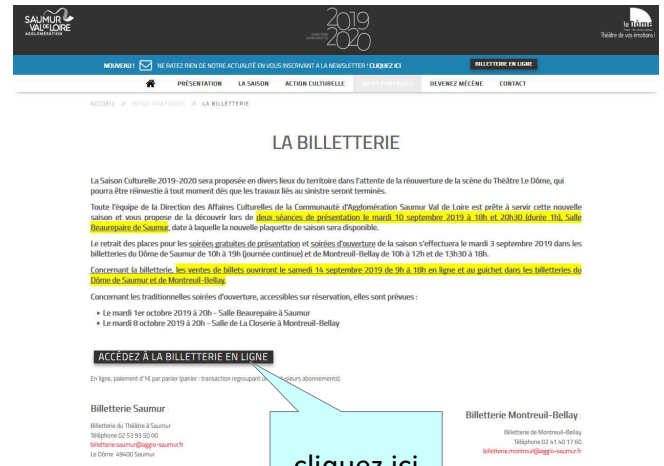 SAUMUR
VAL DE LOIRE
AGGLOMÉRATION
2019
2020
le Dôme
Théâtre de vos émotions !
NOUVEAU ! NE RATEZ RIEN DE NOTRE ACTUALITÉ EN VOUS INSCRIVANT A LA NEWSLETTER ! CLIQUEZ ICI
BILLETTERIE EN LIGNE
PRÉSENTATION LA SAISON ACTION CULTURELLE INFOS PRATIQUES DEVENEZ MÉCÈNE CONTACT
ACCUEIL // INFOS PRATIQUES // LA BILLETTERIE
LA BILLETTERIE
La Saison Culturelle 2019-2020 sera proposée en divers lieux du territoire dans l'attente de la réouverture de la scène du Théâtre Le Dôme, qui
pourra être réinvestie à tout moment dès que les travaux liés au sinistre seront terminés.
Toute l'équipe de la Direction des Affaires Culturelles de la Communauté d'Agglomération Saumur Val de Loire est prête à servir cette nouvelle
saison et vous propose de la découvrir lors de deux séances de présentation le mardi 10 septembre 2019 à 18h et 20h30 (durée 1h), Salle
Beaurepaire de Saumur, date à laquelle la nouvelle plaquette de saison sera disponible.
Le retrait des places pour les soirées gratuites de présentation et soirées d'ouverture de la saison s'effectuera le mardi 3 septembre 2019 dans les
billetteries du Dôme de Saumur de 10h à 19h (journée continue) et de Montreuil-Bellay de 10h à 12h et de 13h30 à 18h.
Concernant la billetterie, les ventes de billets ouvriront le samedi 14 septembre 2019 de 9h à 18h en ligne et au guichet dans les billetteries du
Dôme de Saumur et de Montreuil-Bellay.
Concernant les traditionnelles soirées d'ouverture, accessibles sur réservation, elles sont prévues :
• Le mardi 1er octobre 2019 à 20h - Salle Beaurepaire à Saumur
• Le mardi 8 octobre 2019 à 20h - Salle de La Closerie à Montreuil-Bellay
ACCÉDEZ À LA BILLETTERIE EN LIGNE
En ligne, paiement d'1€ par panier (panier : transaction regroupant usieurs abonnements).
Billetterie Saumur :
Billetterie du Théâtre à Saumur
Téléphone 02 53 93 50 00
billetterie.saumur@agglo-saumur.fr
Le Dôme 49400 Saumur
cliquez ici
Billetterie Montreuil-Bellay :
Billetterie de Montreuil-Bellay
Téléphone 02 41 40 17 60
billetterie.montreuil@agglo-saumur.fr